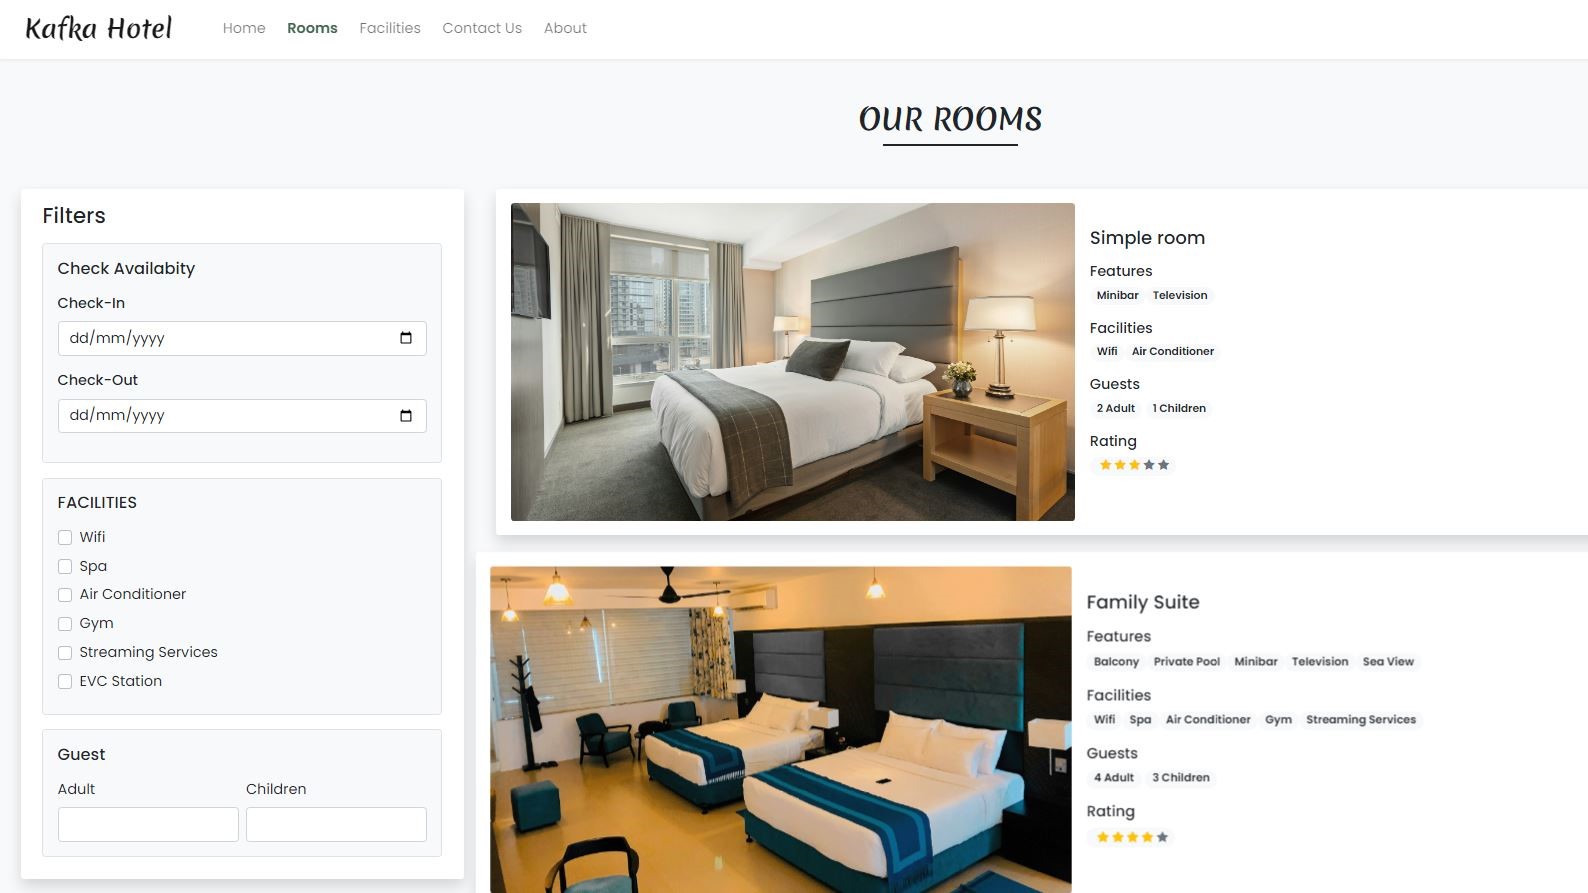 Kafka Hotel Home Rooms Facilities Contact Us About
OUR ROOMS
Filters
Check Availabity
Check-In
dd/mm/yyyy
Check-Out
dd/mm/yyyy
FACILITIES
Wifi
Spa
Air Conditioner
Gym
Streaming Services
EVC Station
Guest
Adult Children
Simple room
Features
Minibar Television
Facilities
Wifi Air Conditioner
Guests
2 Adult 1 Children
Rating
Family Suite
Features
Balcony Private Pool Minibar Television Sea View
Facilities
Wifi Spa Air Conditioner Gym Streaming Services
Guests
4 Adult 3 Children
Rating